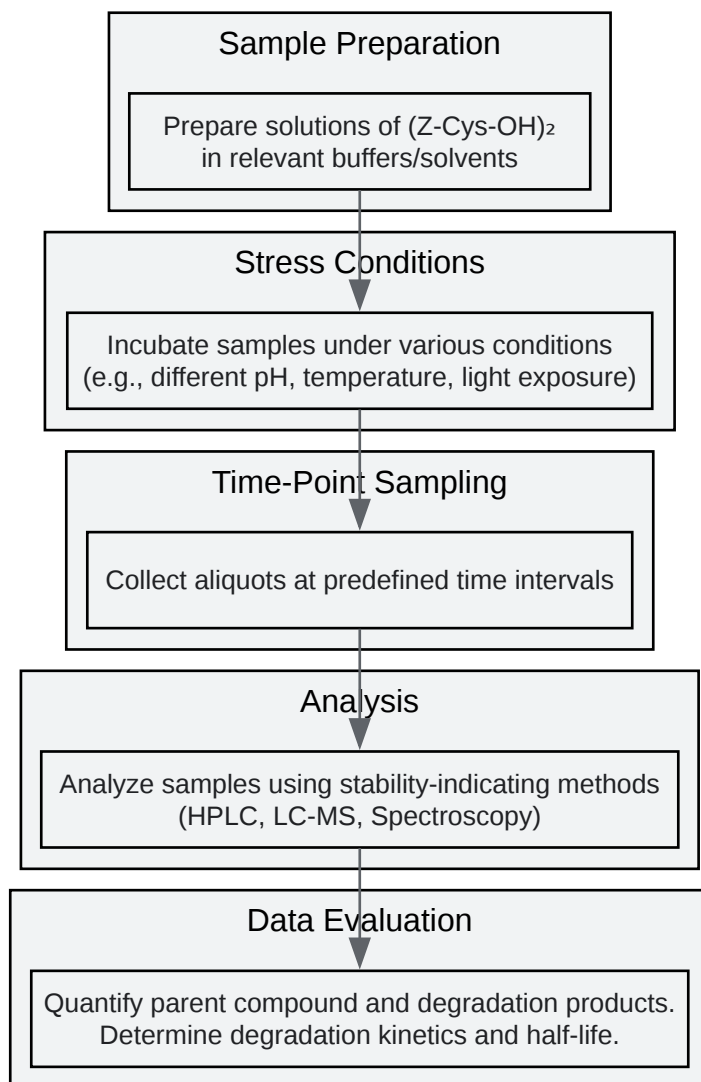 Sample Preparation
Prepare solutions of (Z-Cys-OH)₂
in relevant buffers/solvents
Stress Conditions
Incubate samples under various conditions
(e.g., different pH, temperature, light exposure)
Time-Point Sampling
Collect aliquots at predefined time intervals
Analysis
Analyze samples using stability-indicating methods
(HPLC, LC-MS, Spectroscopy)
Data Evaluation
Quantify parent compound and degradation products.
Determine degradation kinetics and half-life.